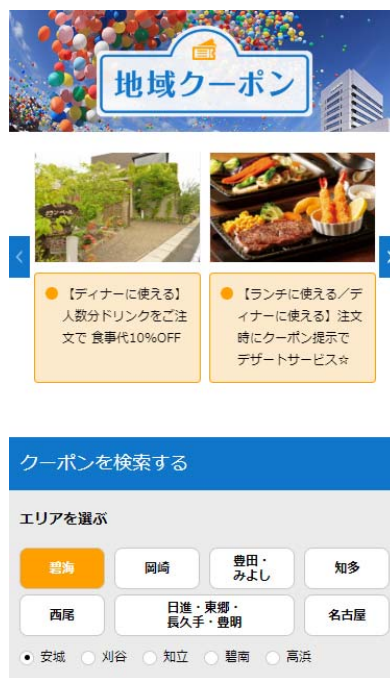 地域クーポン
【ディナーに使える】
人数分ドリンクをご注
文で 食事代10%OFF
【ランチに使える／デ
ィナーに使える】注文
時にクーポン提示で
デザートサービス☆
クーポンを検索する
エリアを選ぶ
碧海
岡崎
豊田・
みよし
知多
西尾
日進・東郷・
長久手・豊明
名古屋
安城
刈谷
知立
碧南
高浜